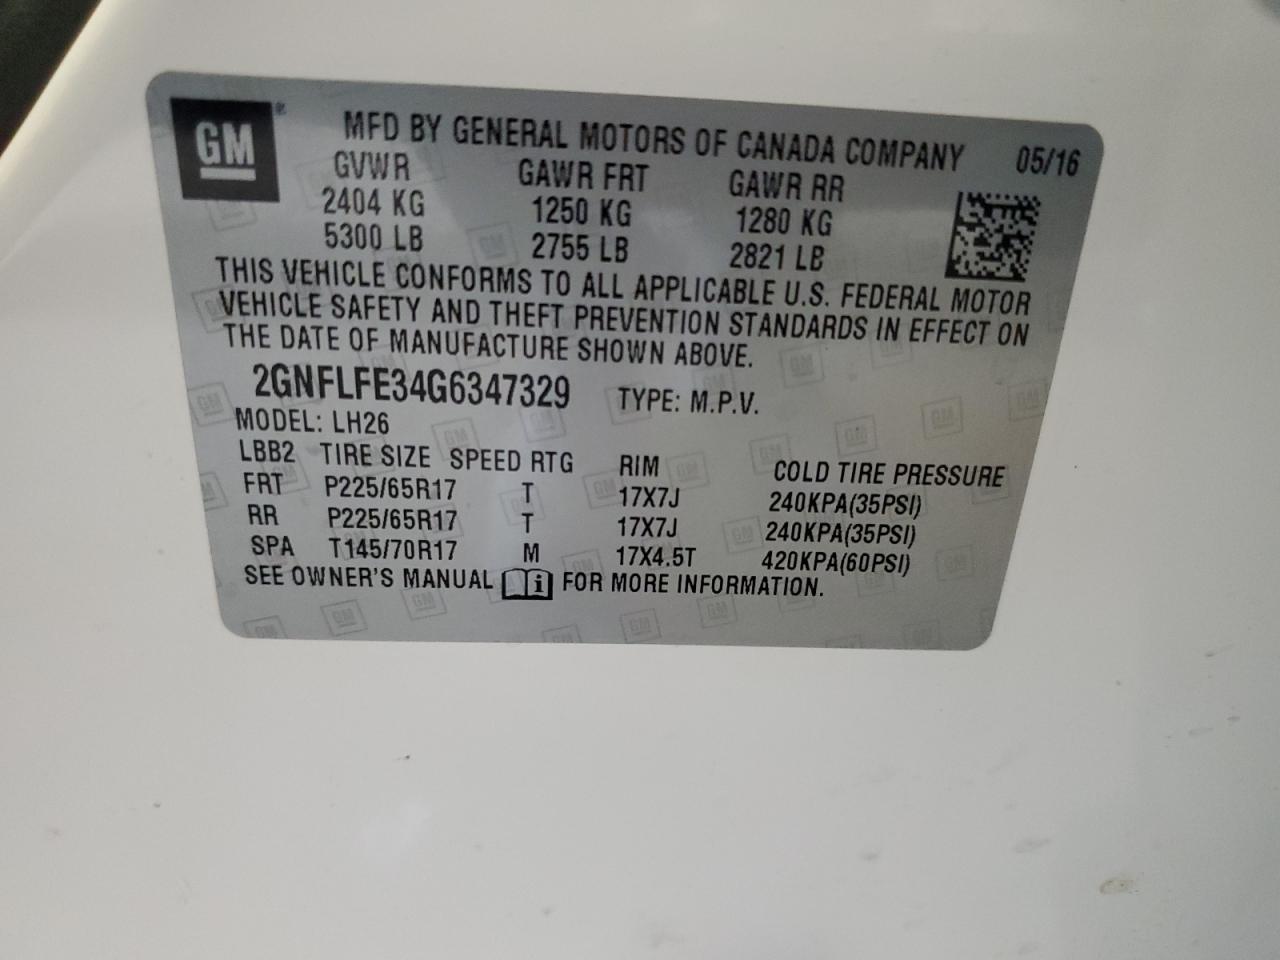 GM®
MFD BY GENERAL MOTORS OF CANADA COMPANY 05/16
GVWR GAWR FRT GAWR RR
2404 KG 1250 KG 1280 KG
5300 LB 2755 LB 2821 LB
THIS VEHICLE CONFORMS TO ALL APPLICABLE U.S. FEDERAL MOTOR
VEHICLE SAFETY AND THEFT PREVENTION STANDARDS IN EFFECT ON
THE DATE OF MANUFACTURE SHOWN ABOVE.
2GNFLFE34G6347329 TYPE: M.P.V.
MODEL: LH26
LBB2 TIRE SIZE SPEED RTG RIM COLD TIRE PRESSURE
FRT P225/65R17 T 17X7J 240KPA(35PSI)
RR P225/65R17 T 17X7J 240KPA(35PSI)
SPA T145/70R17 M 17X4.5T 420KPA(60PSI)
SEE OWNER'S MANUAL i FOR MORE INFORMATION.